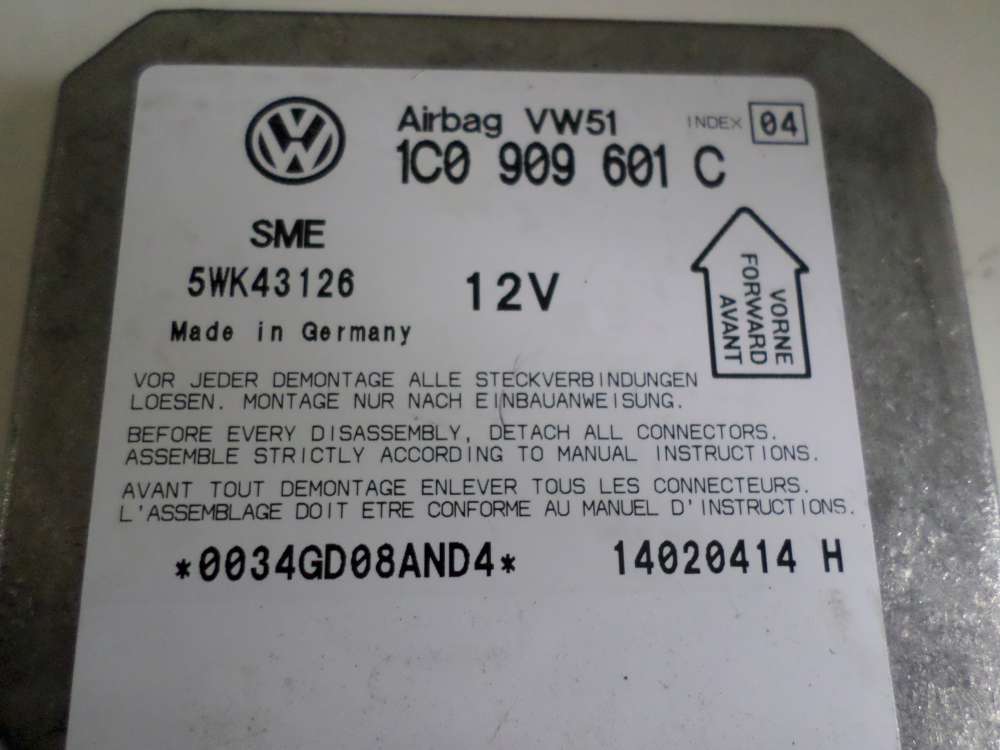 Airbag VW51 INDEX 04
1C0 909 601 C
SME
5WK43126
12V
Made in Germany
VORNE
FORWARD
AVANT
VOR JEDER DEMONTAGE ALLE STECKVERBINDUNGEN
LOESEN. MONTAGE NUR NACH EINBAUANWEISUNG.
BEFORE EVERY DISASSEMBLY, DETACH ALL CONNECTORS.
ASSEMBLE STRICTLY ACCORDING TO MANUAL INSTRUCTIONS.
AVANT TOUT DEMONTAGE ENLEVER TOUS LES CONNECTEURS.
L'ASSEMBLAGE DOIT ETRE CONFORME AU MANUEL D'INSTRUCTIONS.
*0034GD08AND4* 14020414 H